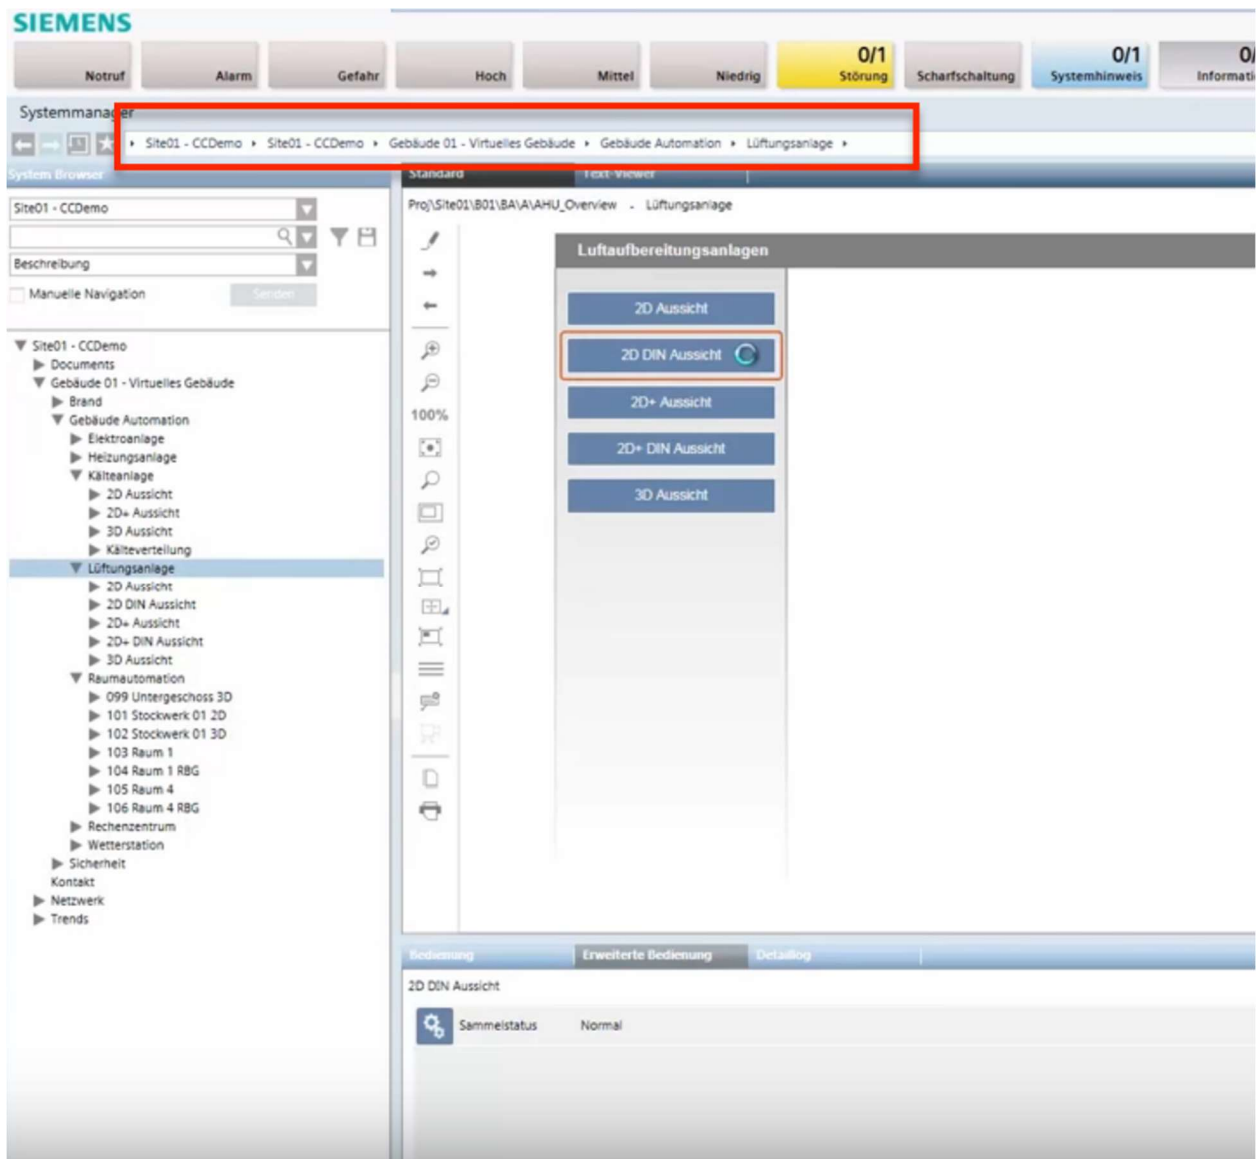 SIEMENS
Notruf
Alarm
Gefahr
Hoch
Mittel
Niedrig
0/1
Störung
Scharfschaltung
0/1
Systemhinweis
Systemmanager
Site01 - CCDemo Site01 - CCDemo Gebäude 01 - Virtuelles Gebäude Gebäude Automation Lüftungsanlage
System Browser
Site01 - CCDemo
Beschreibung
Manuelle Navigation
Senden
Site01 - CCDemo
Documents
Gebäude 01 - Virtuelles Gebäude
Brand
Gebäude Automation
Elektroanlage
Heizungsanlage
Kälteanlage
2D Aussicht
2D+ Aussicht
3D Aussicht
Kälteverteilung
Lüftungsanlage
2D Aussicht
2D DIN Aussicht
2D+ Aussicht
2D+ DIN Aussicht
3D Aussicht
Raumautomation
099 Untergeschoss 3D
101 Stockwerk 01 2D
102 Stockwerk 01 3D
103 Raum 1
104 Raum 1 RBG
105 Raum 4
106 Raum 4 RBG
Rechenzentrum
Wetterstation
Sicherheit
Kontakt
Netzwerk
Trends
Standard
Text-Viewer
Proj\Site01\B01\BA\A\AHU_Overview - Lüftungsanlage
100%
Luftaufbereitungsanlagen
2D Aussicht
2D DIN Aussicht
2D+ Aussicht
2D+ DIN Aussicht
3D Aussicht
Bedienung
Erweiterte Bedienung
Detaillog
2D DIN Aussicht
Sammelstatus Normal